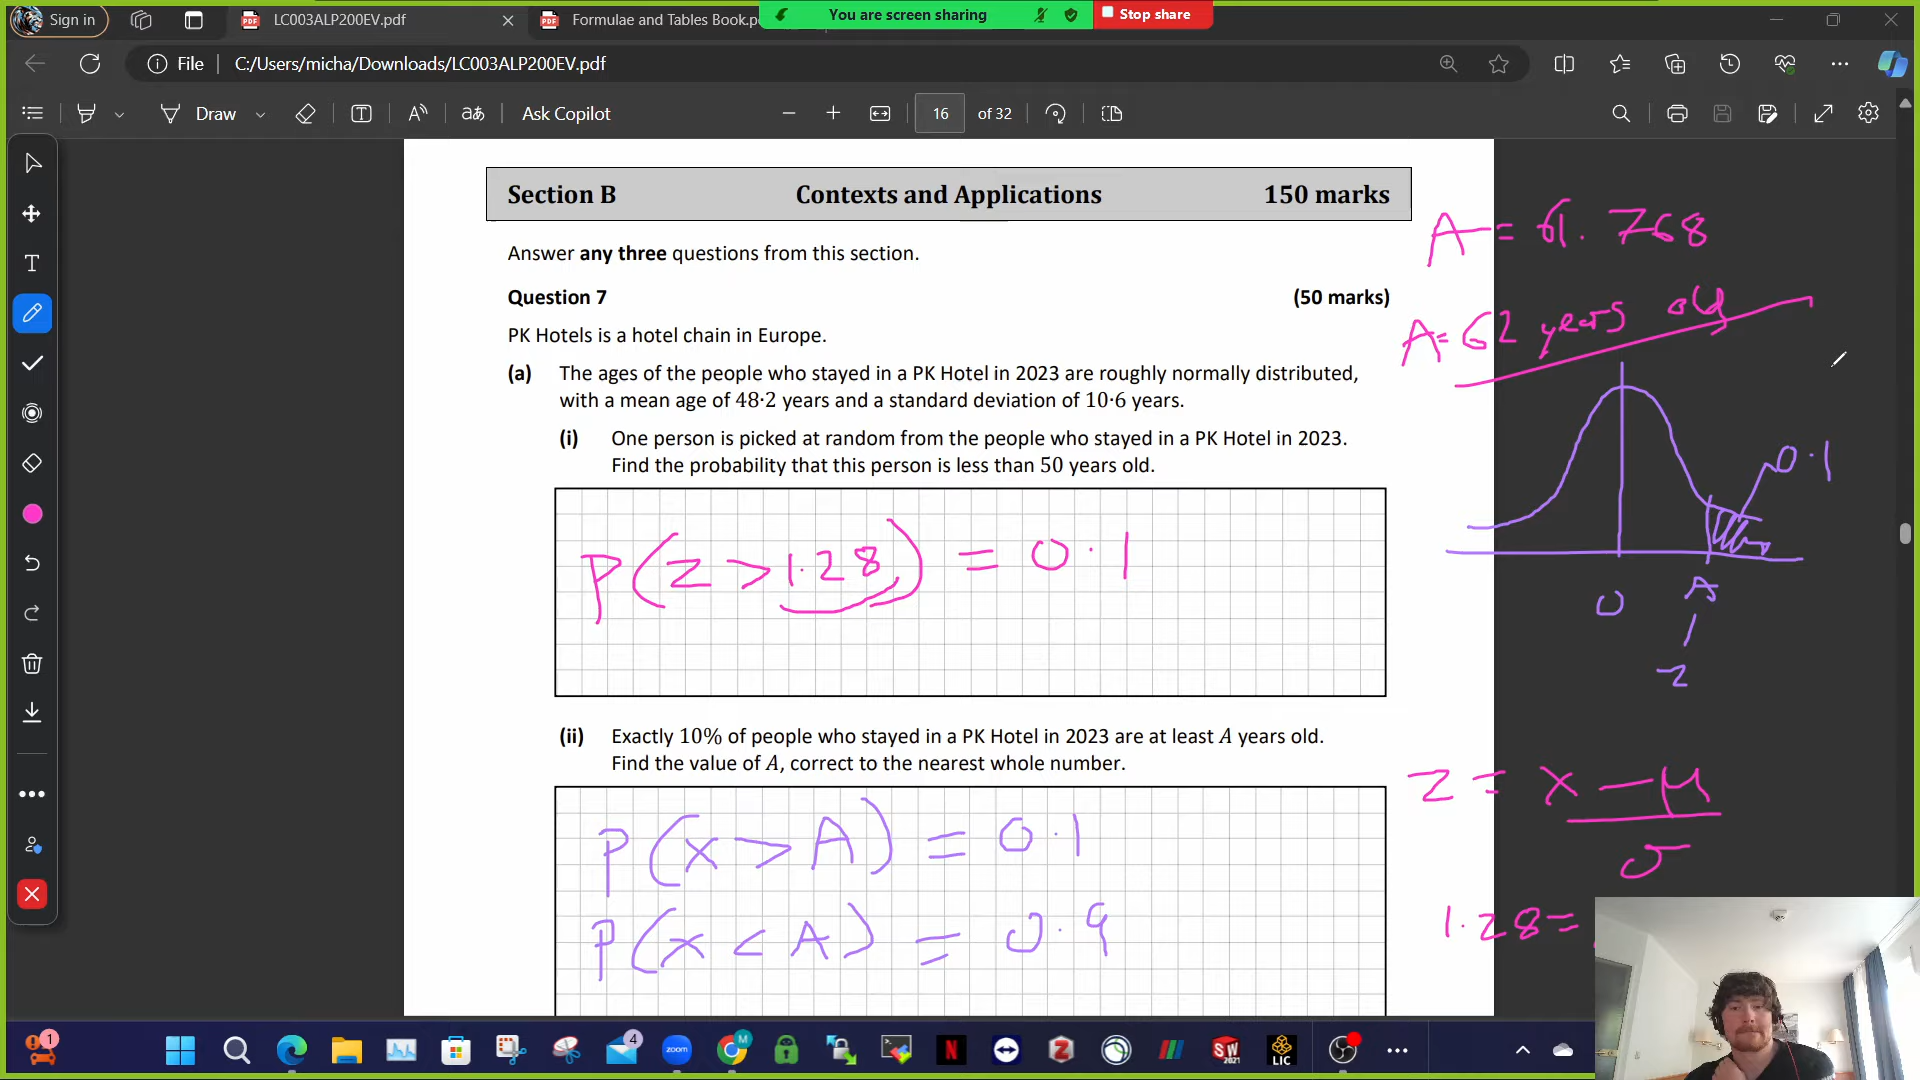 Sign in
LC003ALP200EV.pdf
Formulae and Tables Book.p
You are screen sharing
Stop share
File
C:/Users/micha/Downloads/LC003ALP200EV.pdf
Draw
Ask Copilot
16 of 32
Section B Contexts and Applications 150 marks
Answer any three questions from this section.
Question 7 (50 marks)
PK Hotels is a hotel chain in Europe.
(a) The ages of the people who stayed in a PK Hotel in 2023 are roughly normally distributed,
with a mean age of 48·2 years and a standard deviation of 10·6 years.
(i) One person is picked at random from the people who stayed in a PK Hotel in 2023.
Find the probability that this person is less than 50 years old.
P(z > 1.28) = 0.1
(ii) Exactly 10% of people who stayed in a PK Hotel in 2023 are at least A years old.
Find the value of A, correct to the nearest whole number.
P(x > A) = 0.1
P(x < A) = 0.9
A = 61.768
A = 62 years old
0.1
0 A
z
z = x − μ
σ
1.28 =
1
4
zoom
M
N
SW
2021
LIC